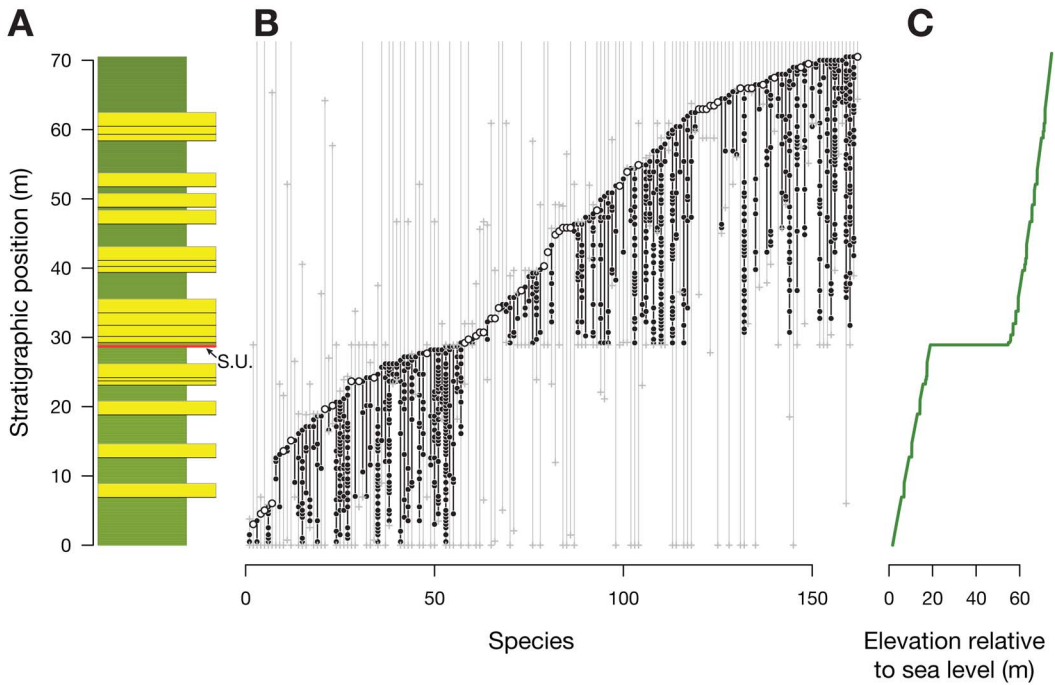 A
B
C
Stratigraphic position (m)
70
60
50
40
30
20
10
0
S.U.
0
50
100
150
Species
0
20
40
60
Elevation relative
to sea level (m)